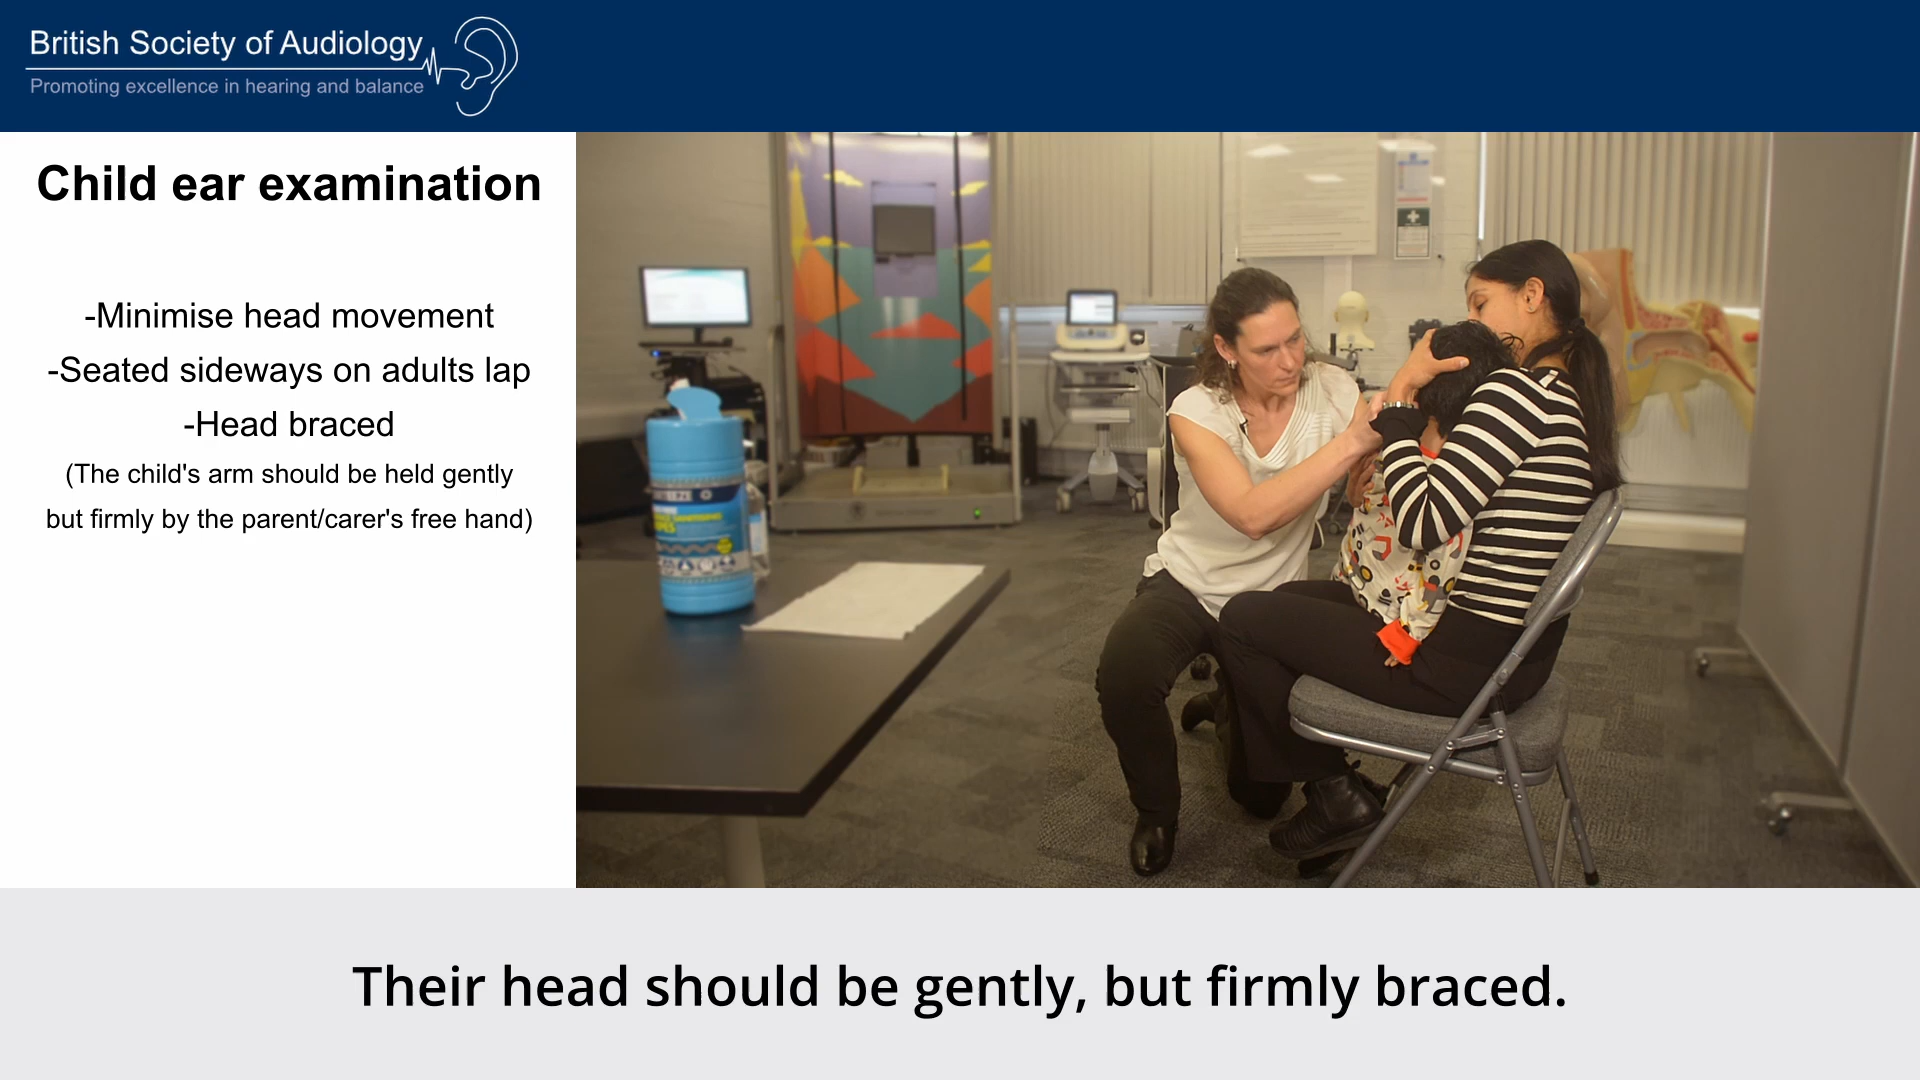 British Society of Audiology
Promoting excellence in hearing and balance
Child ear examination
-Minimise head movement
-Seated sideways on adults lap
-Head braced
(The child's arm should be held gently
but firmly by the parent/carer's free hand)
Their head should be gently, but firmly braced.